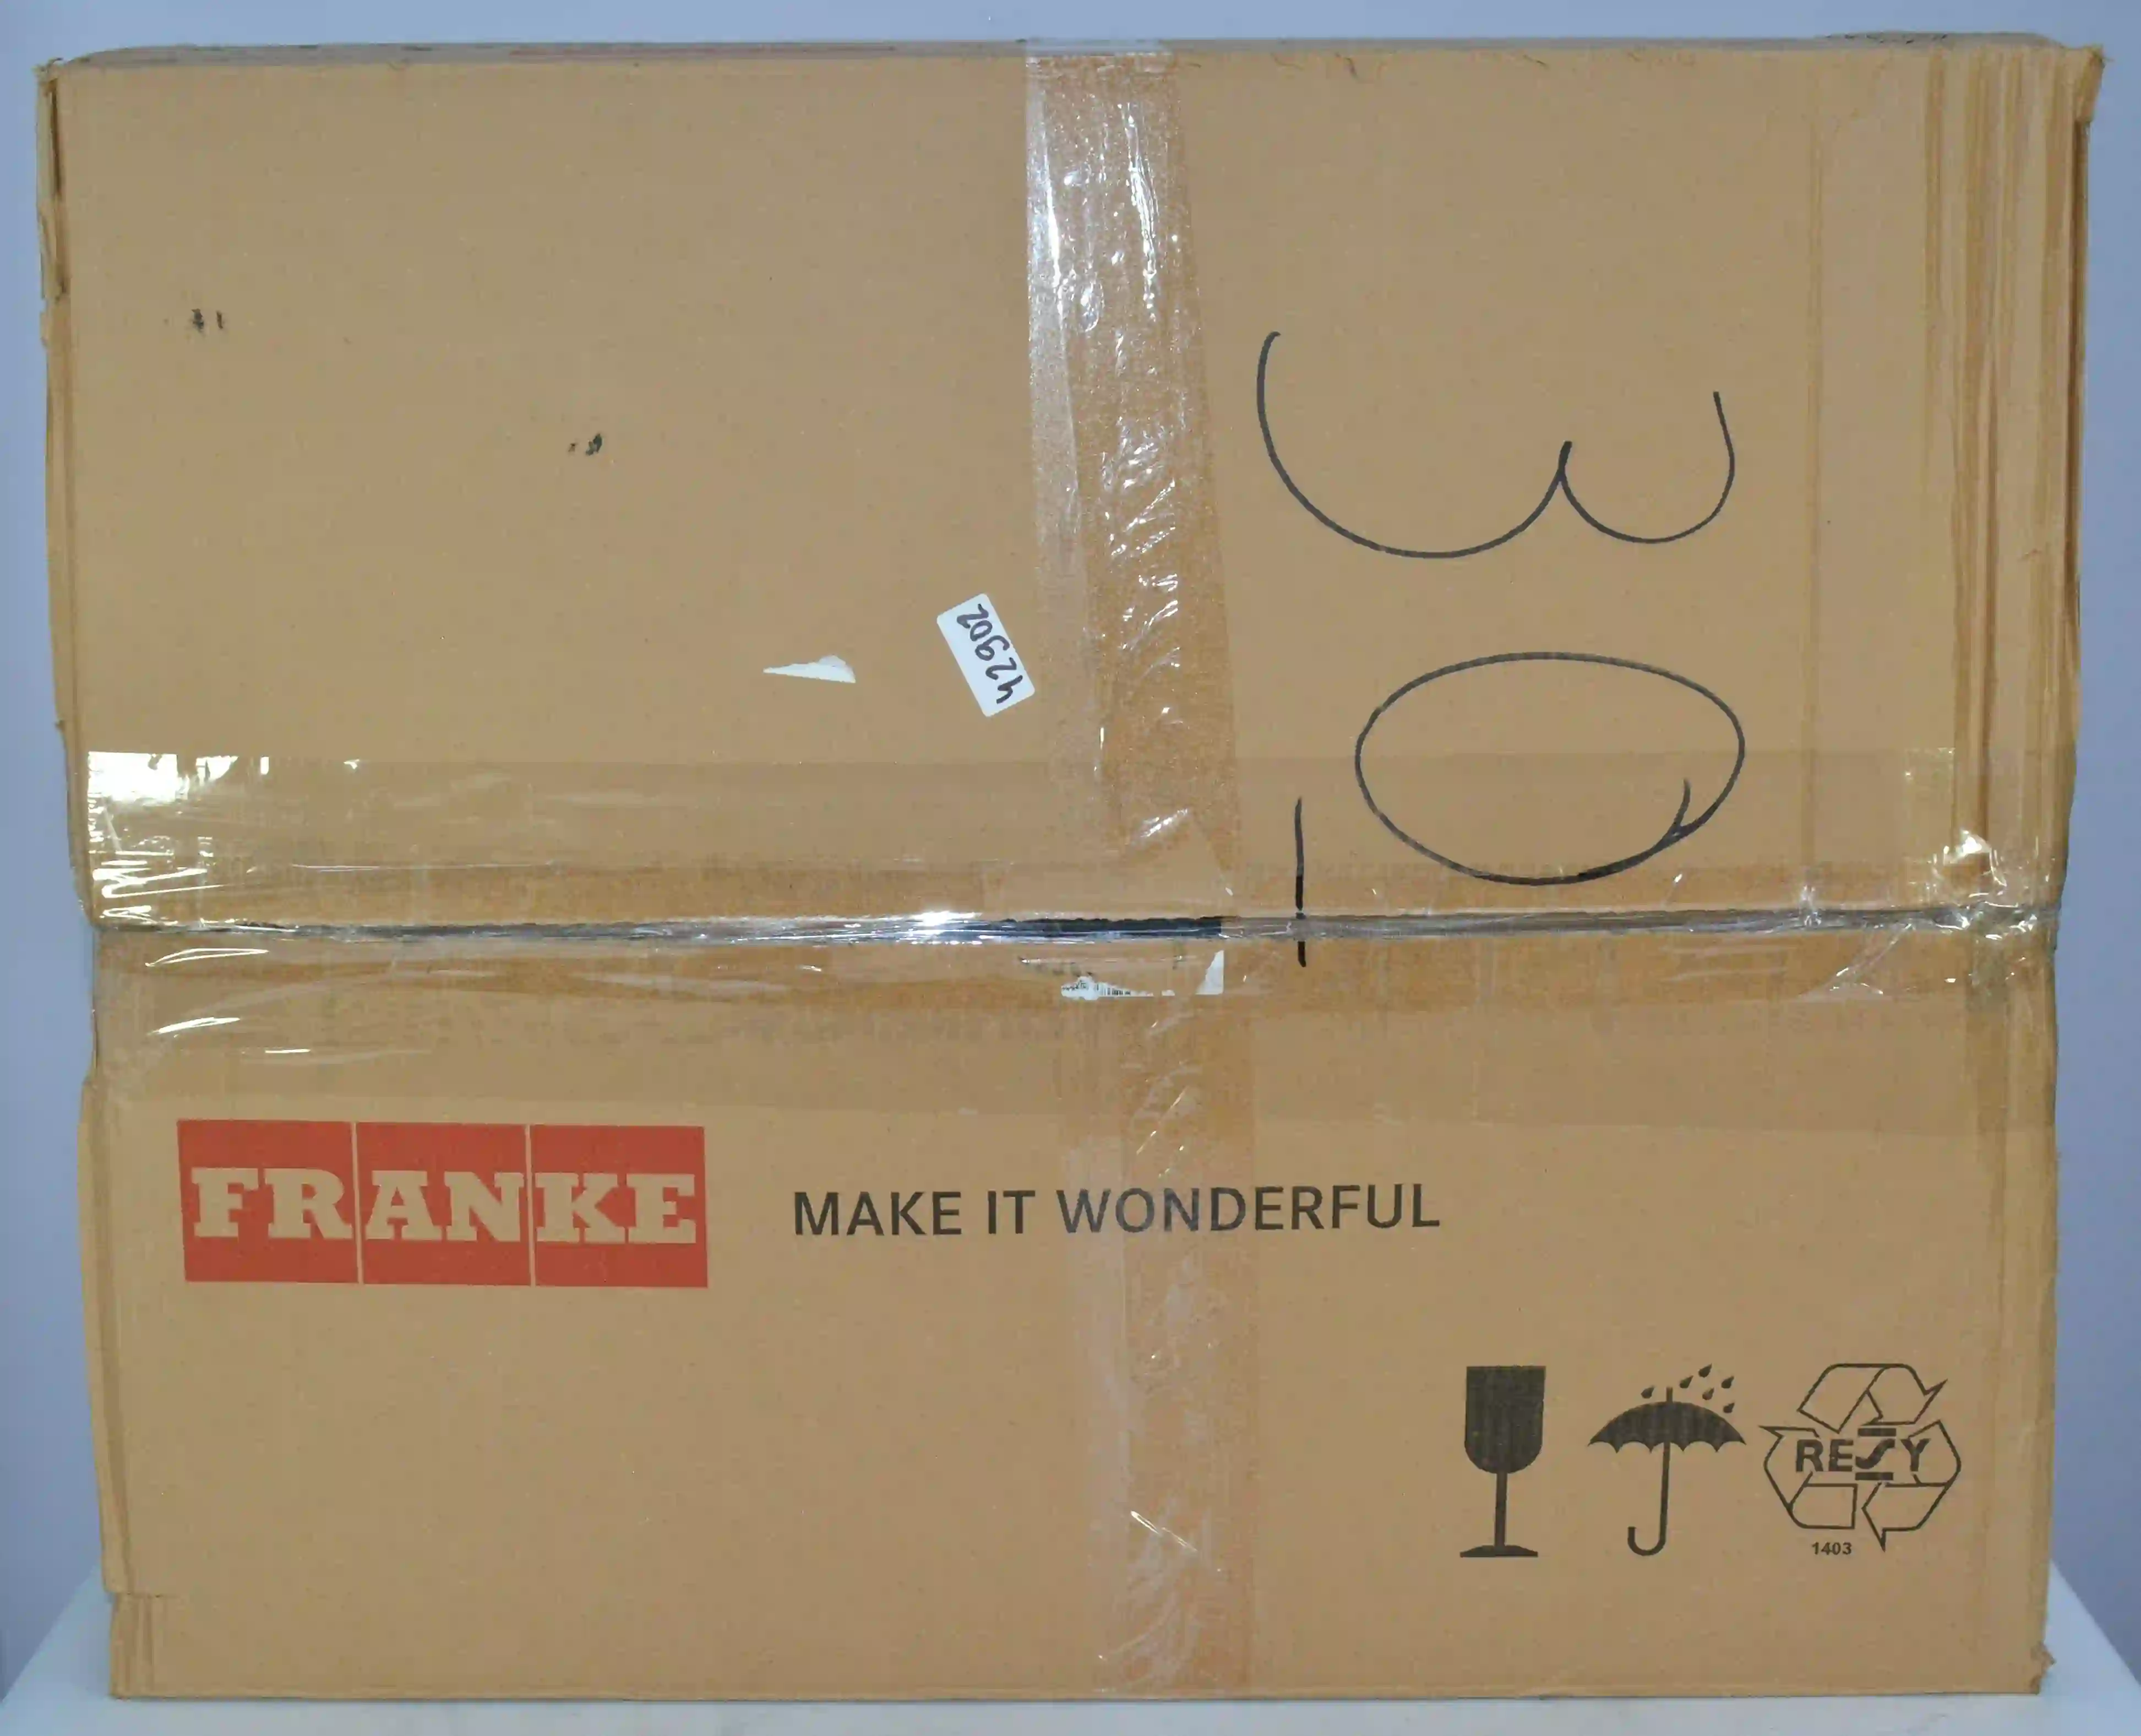 30
42902
FRANKE
MAKE IT WONDERFUL
RESY
1403